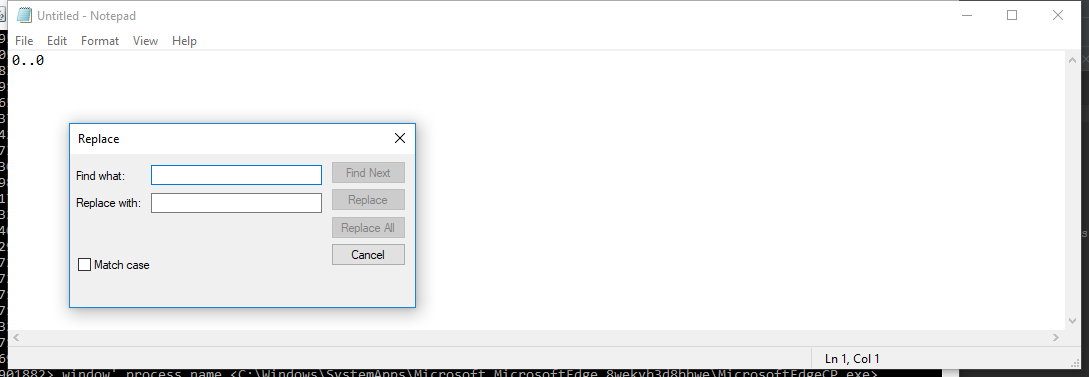 Untitled - Notepad
File Edit Format View Help
0..0
Replace
Find what:
Find Next
Replace with:
Replace
Replace All
Cancel
Match case
Ln 1, Col 1
901882> window' process name <C:\Windows\SystemApps\Microsoft.MicrosoftEdge_8wekyb3d8bbwe\MicrosoftEdgeCP.exe>